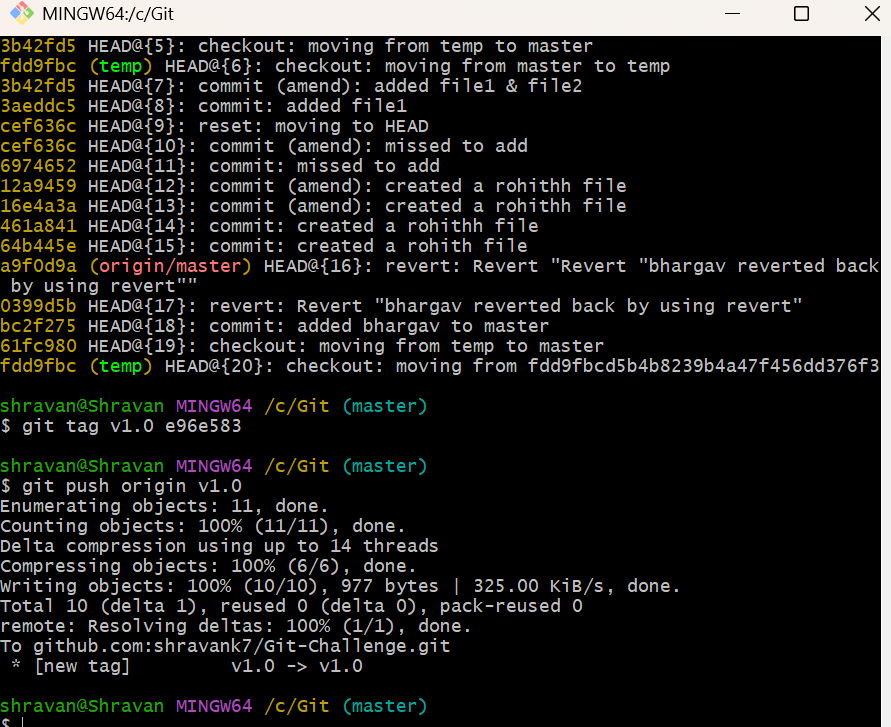 MINGW64:/c/Git
3b42fd5 HEAD@{5}: checkout: moving from temp to master
fdd9fbc (temp) HEAD@{6}: checkout: moving from master to temp
3b42fd5 HEAD@{7}: commit (amend): added file1 & file2
3aeddc5 HEAD@{8}: commit: added file1
cef636c HEAD@{9}: reset: moving to HEAD
cef636c HEAD@{10}: commit (amend): missed to add
6974652 HEAD@{11}: commit: missed to add
12a9459 HEAD@{12}: commit (amend): created a rohithh file
16e4a3a HEAD@{13}: commit (amend): created a rohithh file
461a841 HEAD@{14}: commit: created a rohithh file
64b445e HEAD@{15}: commit: created a rohith file
a9f0d9a (origin/master) HEAD@{16}: revert: Revert "Revert "bhargav reverted back
 by using revert""
0399d5b HEAD@{17}: revert: Revert "bhargav reverted back by using revert"
bc2f275 HEAD@{18}: commit: added bhargav to master
61fc980 HEAD@{19}: checkout: moving from temp to master
fdd9fbc (temp) HEAD@{20}: checkout: moving from fdd9fbcd5b4b8239b4a47f456dd376f3
shravan@Shravan MINGW64 /c/Git (master)
$ git tag v1.0 e96e583
shravan@Shravan MINGW64 /c/Git (master)
$ git push origin v1.0
Enumerating objects: 11, done.
Counting objects: 100% (11/11), done.
Delta compression using up to 14 threads
Compressing objects: 100% (6/6), done.
Writing objects: 100% (10/10), 977 bytes | 325.00 KiB/s, done.
Total 10 (delta 1), reused 0 (delta 0), pack-reused 0
remote: Resolving deltas: 100% (1/1), done.
To github.com:shravank7/Git-Challenge.git
 * [new tag]         v1.0 -> v1.0
shravan@Shravan MINGW64 /c/Git (master)
$